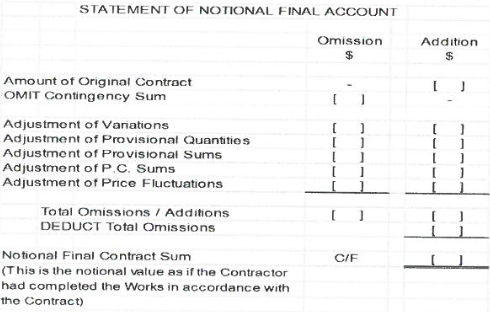 STATEMENT OF NOTIONAL FINAL ACCOUNT
Omission Addition
$ $
Amount of Original Contract - [ ]
OMIT Contingency Sum [ ] -
Adjustment of Variations [ ] [ ]
Adjustment of Provisional Quantities [ ] [ ]
Adjustment of Provisional Sums [ ] [ ]
Adjustment of P.C. Sums [ ] [ ]
Adjustment of Price Fluctuations [ ] [ ]
Total Omissions / Additions [ ] [ ]
DEDUCT Total Omissions [ ]
Notional Final Contract Sum C/F [ ]
(This is the notional value as if the Contractor
had completed the Works in accordance with
the Contract)